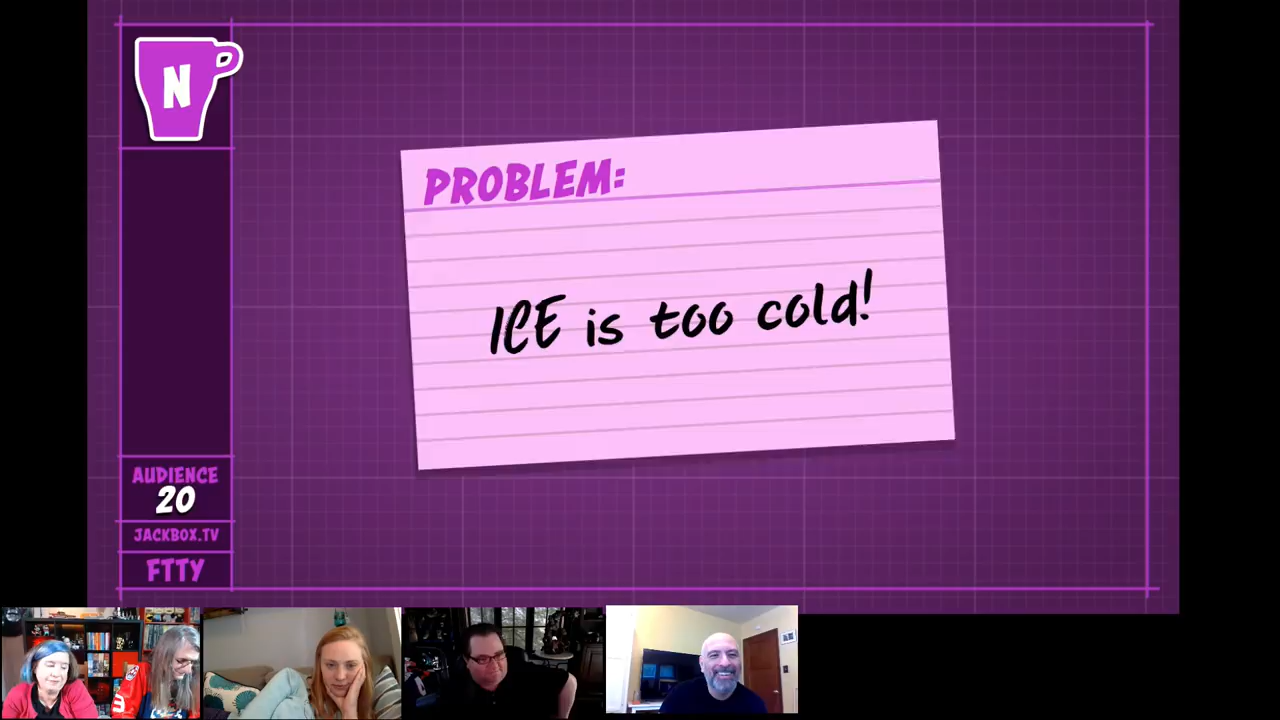 N
PROBLEM:
ICE is too cold!
AUDIENCE
20
JACKBOX.TV
FTTY